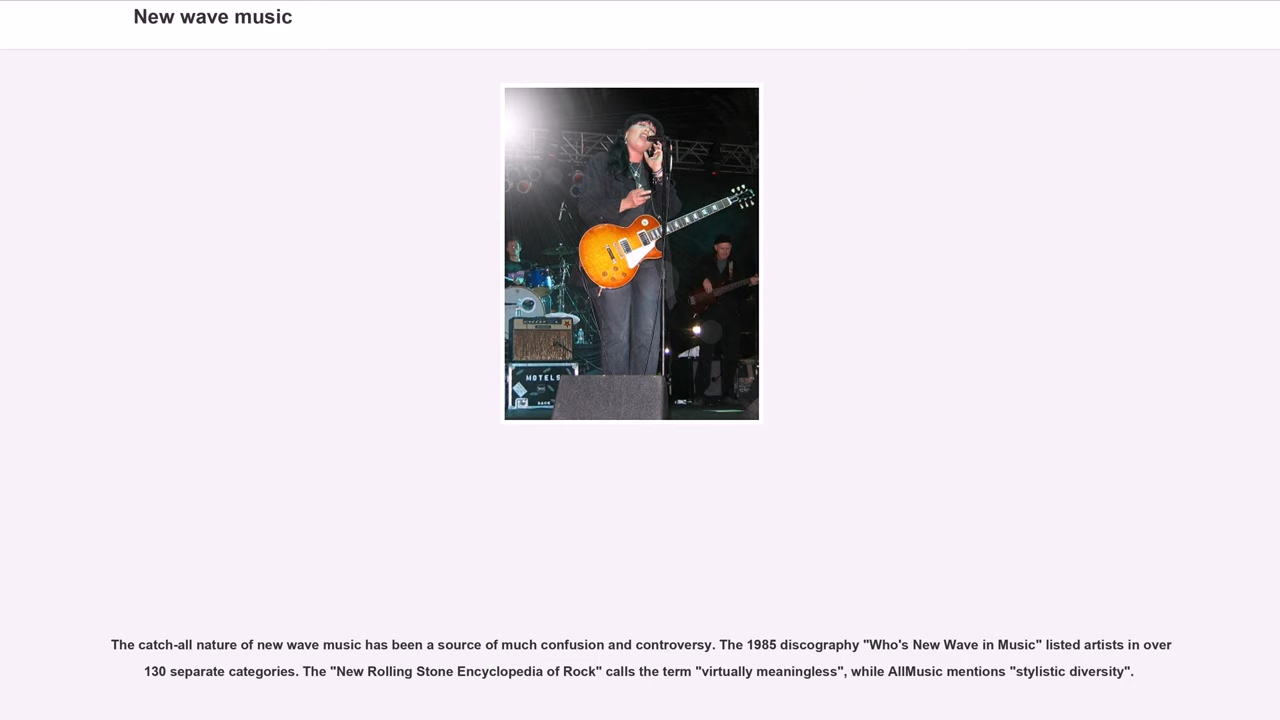 New wave music
MOTELS
The catch-all nature of new wave music has been a source of much confusion and controversy. The 1985 discography "Who's New Wave in Music" listed artists in over
130 separate categories. The "New Rolling Stone Encyclopedia of Rock" calls the term "virtually meaningless", while AllMusic mentions "stylistic diversity".